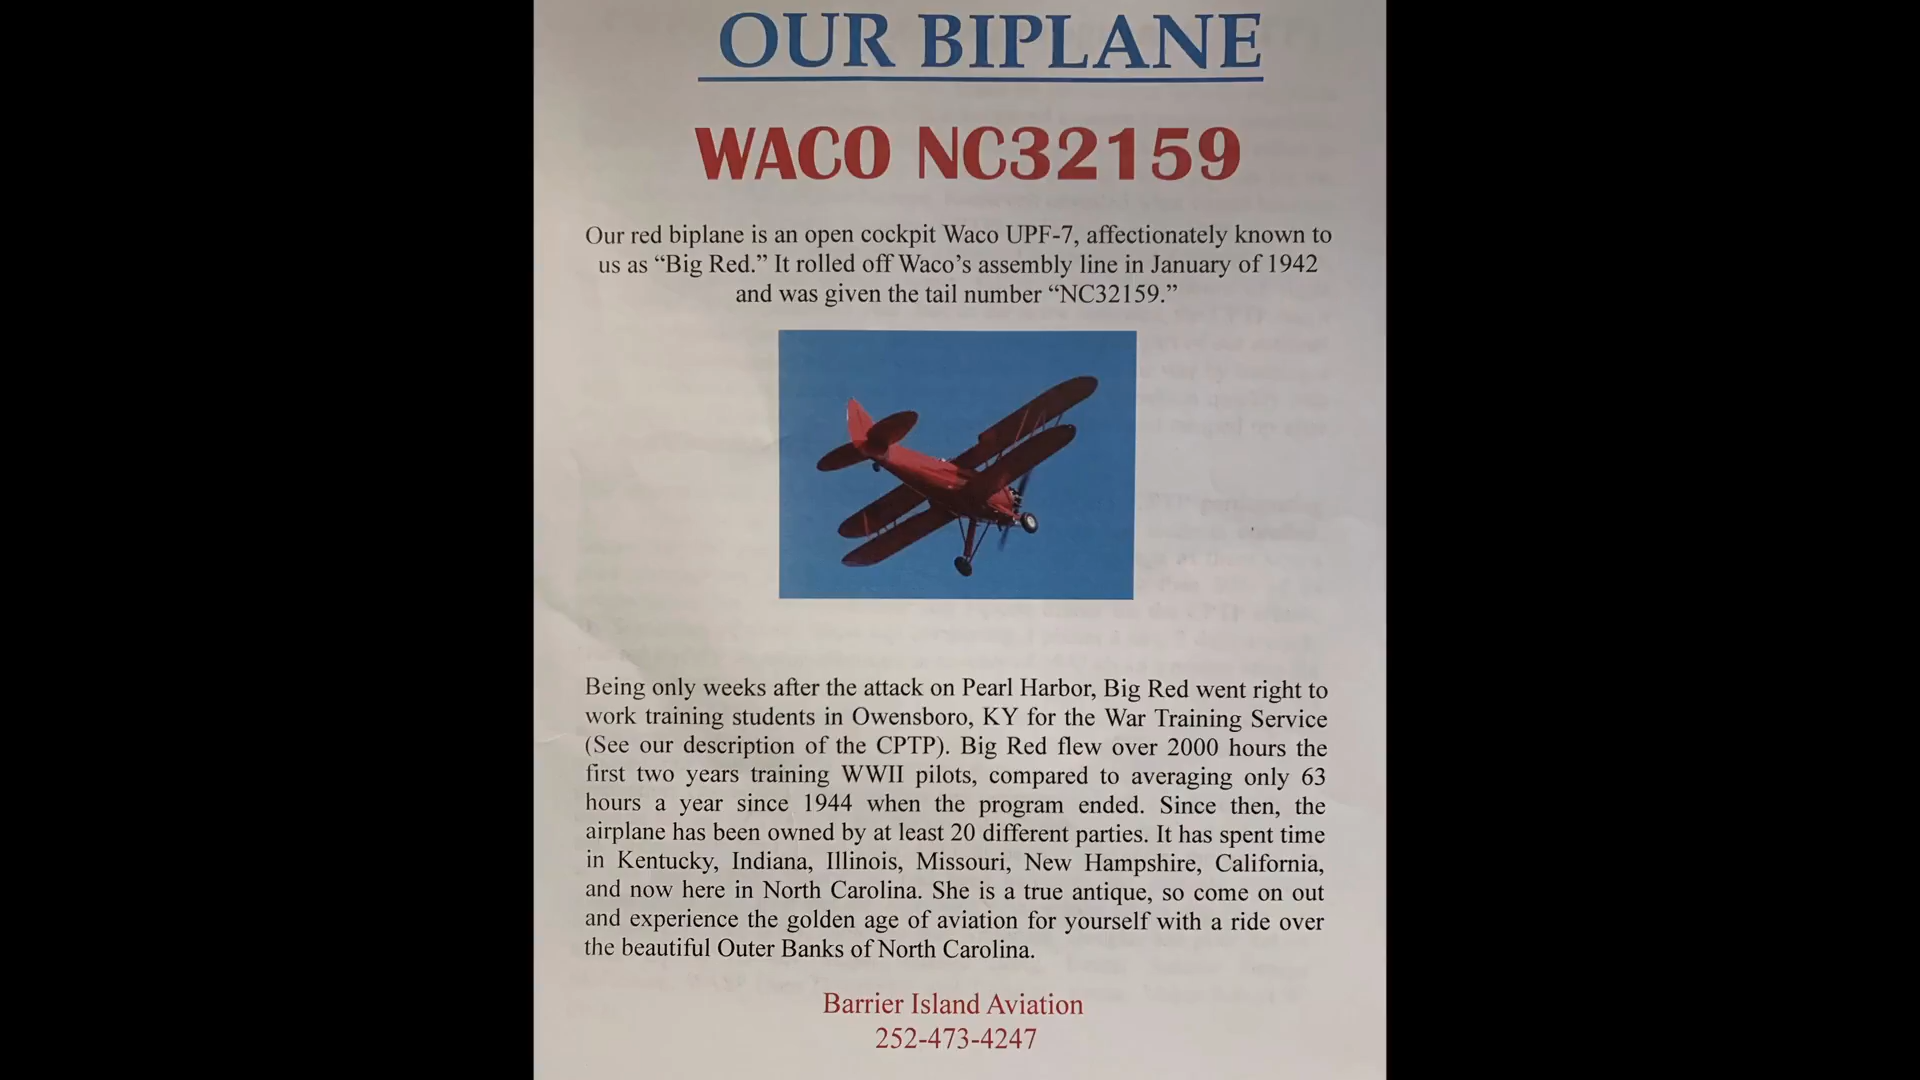 OUR BIPLANE
WACO NC32159
Our red biplane is an open cockpit Waco UPF-7, affectionately known to
us as “Big Red.” It rolled off Waco’s assembly line in January of 1942
and was given the tail number “NC32159.”
Being only weeks after the attack on Pearl Harbor, Big Red went right to
work training students in Owensboro, KY for the War Training Service
(See our description of the CPTP). Big Red flew over 2000 hours the
first two years training WWII pilots, compared to averaging only 63
hours a year since 1944 when the program ended. Since then, the
airplane has been owned by at least 20 different parties. It has spent time
in Kentucky, Indiana, Illinois, Missouri, New Hampshire, California,
and now here in North Carolina. She is a true antique, so come on out
and experience the golden age of aviation for yourself with a ride over
the beautiful Outer Banks of North Carolina.
Barrier Island Aviation
252-473-4247